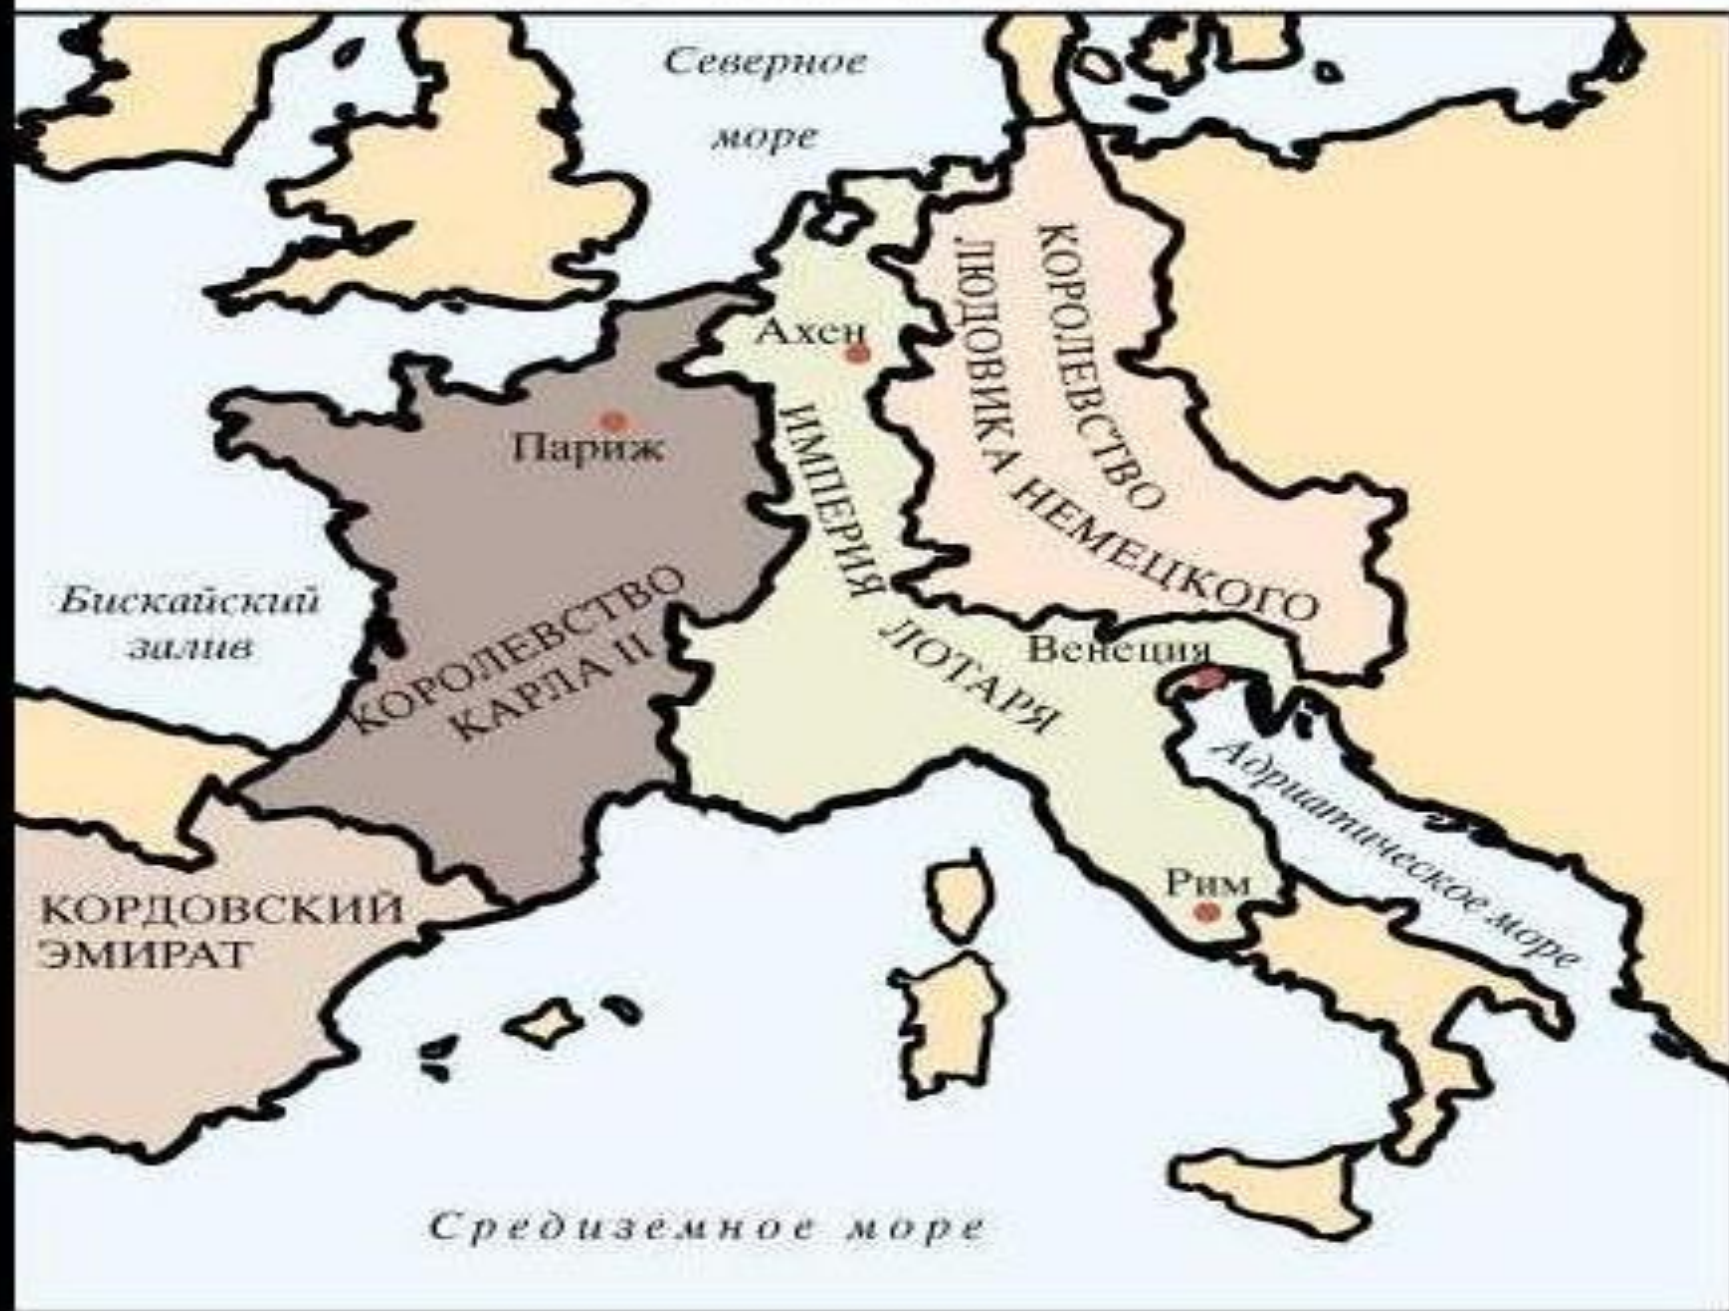 Северное
море
Ахен
Париж
КОРОЛЕВСТВО
ЛЮДОВИКА НЕМЕЦКОГО
ИМПЕРИЯ ЛОТАРЯ
Бискайский
залив
КОРОЛЕВСТВО
КАРЛА II
Венеция
Адриатическое море
Рим
КОРДОВСКИЙ
ЭМИРАТ
Средиземное море